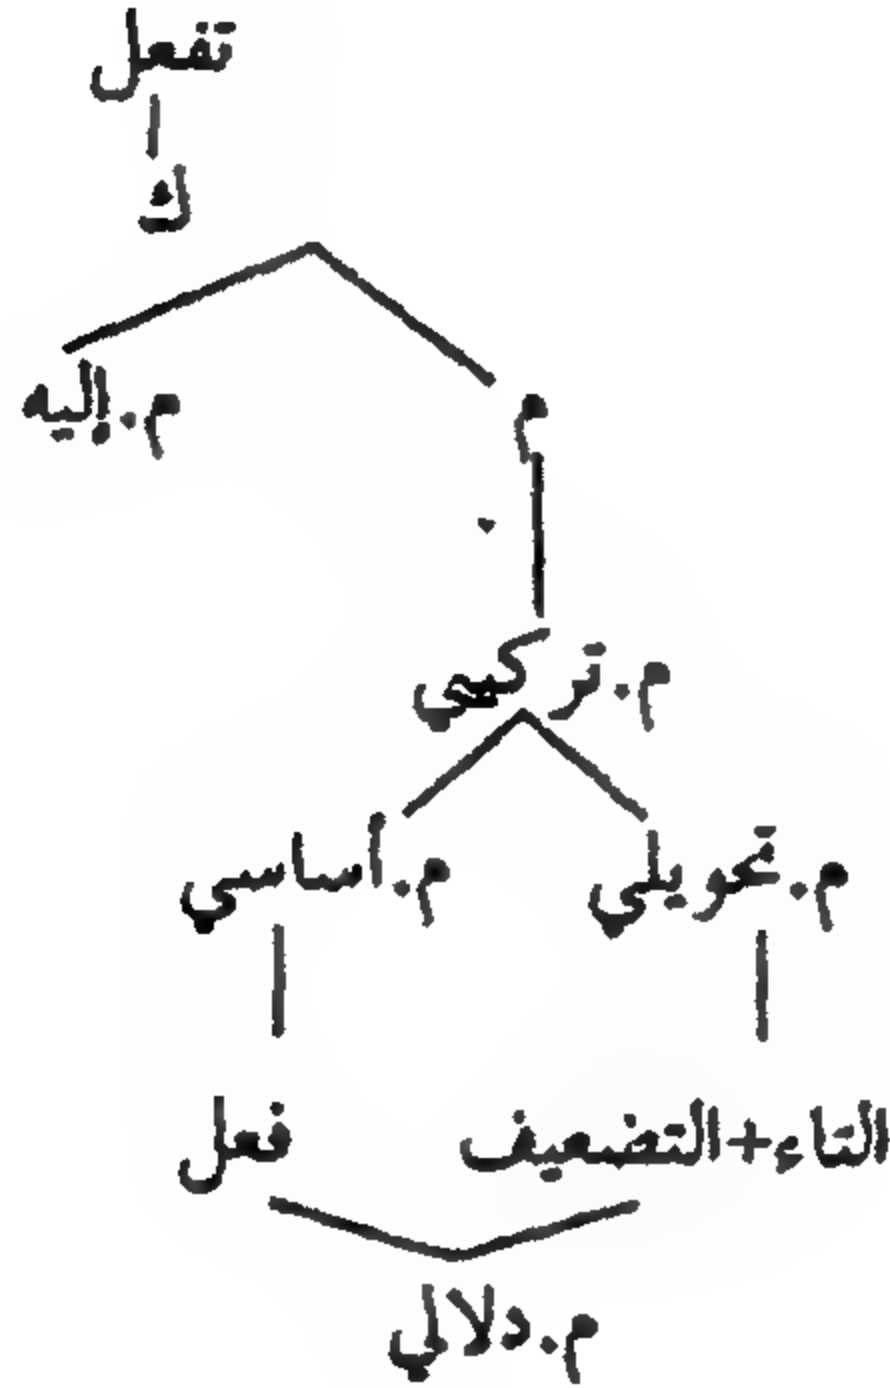 تفعل
ك
م م.إليه
م.تركيبي
م.تحويلي م.أساسي
التاء+التضعيف فعل
م.دلالي